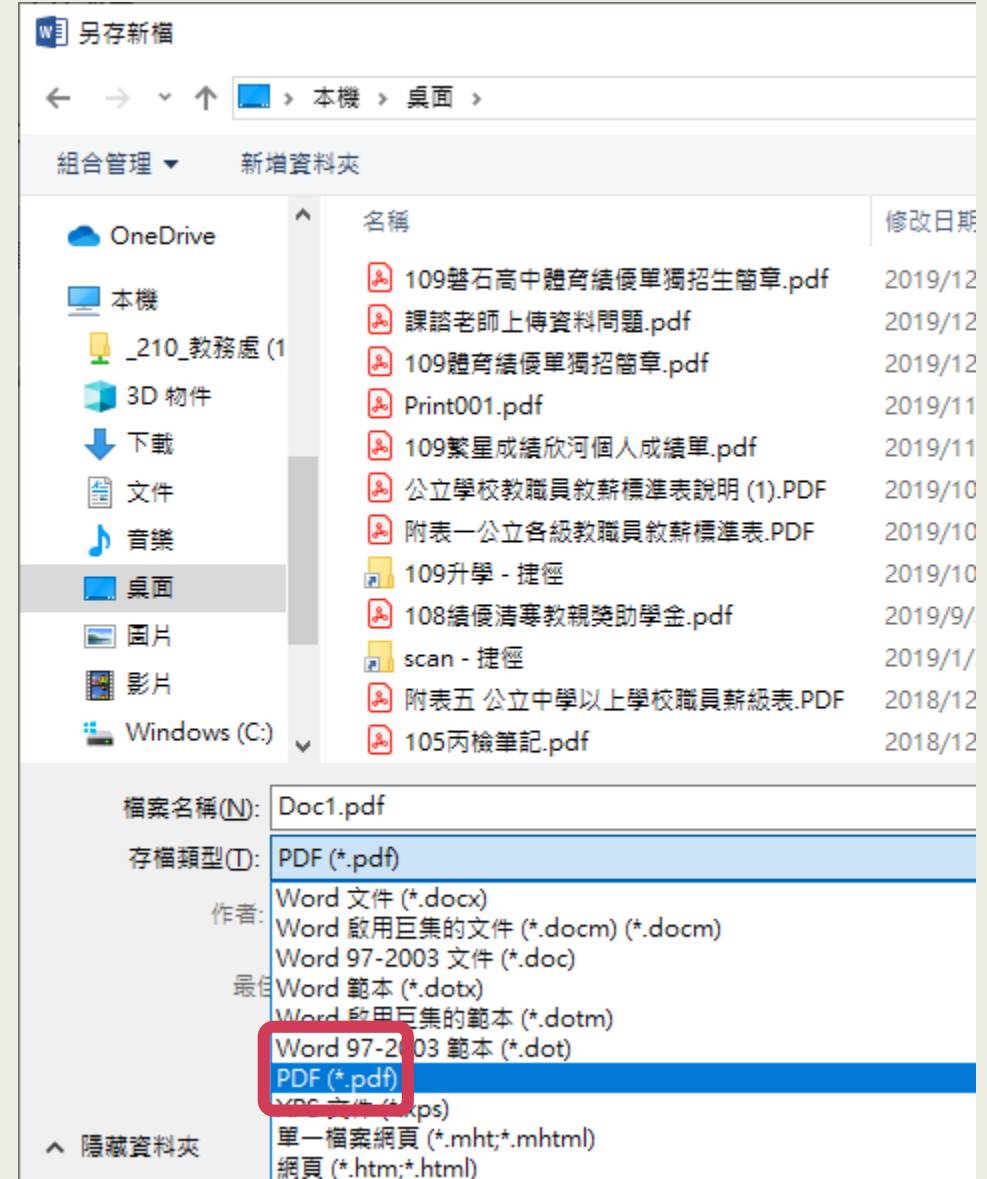 另存新檔
本機 › 桌面 ›
組合管理 新增資料夾
名稱 修改日期
OneDrive
本機
_210_教務處 (1
3D 物件
下載
文件
音樂
桌面
圖片
影片
Windows (C:)
109磐石高中體育績優單獨招生簡章.pdf 2019/12
課諮老師上傳資料問題.pdf 2019/12
109體育績優單獨招簡章.pdf 2019/12
Print001.pdf 2019/11
109繁星成績欣河個人成績單.pdf 2019/11
公立學校教職員敘薪標準表說明 (1).PDF 2019/10
附表一公立各級教職員敘薪標準表.PDF 2019/10
109升學 - 捷徑 2019/10
108績優清寒教親獎助學金.pdf 2019/9/
scan - 捷徑 2019/1/
附表五 公立中學以上學校職員薪級表.PDF 2018/12
105丙檢筆記.pdf 2018/12
檔案名稱(N): Doc1.pdf
存檔類型(T): PDF (*.pdf)
作者:
最佳
Word 文件 (*.docx)
Word 啟用巨集的文件 (*.docm) (*.docm)
Word 97-2003 文件 (*.doc)
Word 範本 (*.dotx)
Word 啟用巨集的範本 (*.dotm)
Word 97-2003 範本 (*.dot)
PDF (*.pdf)
XPS 文件 (*.xps)
單一檔案網頁 (*.mht;*.mhtml)
網頁 (*.htm;*.html)
隱藏資料夾